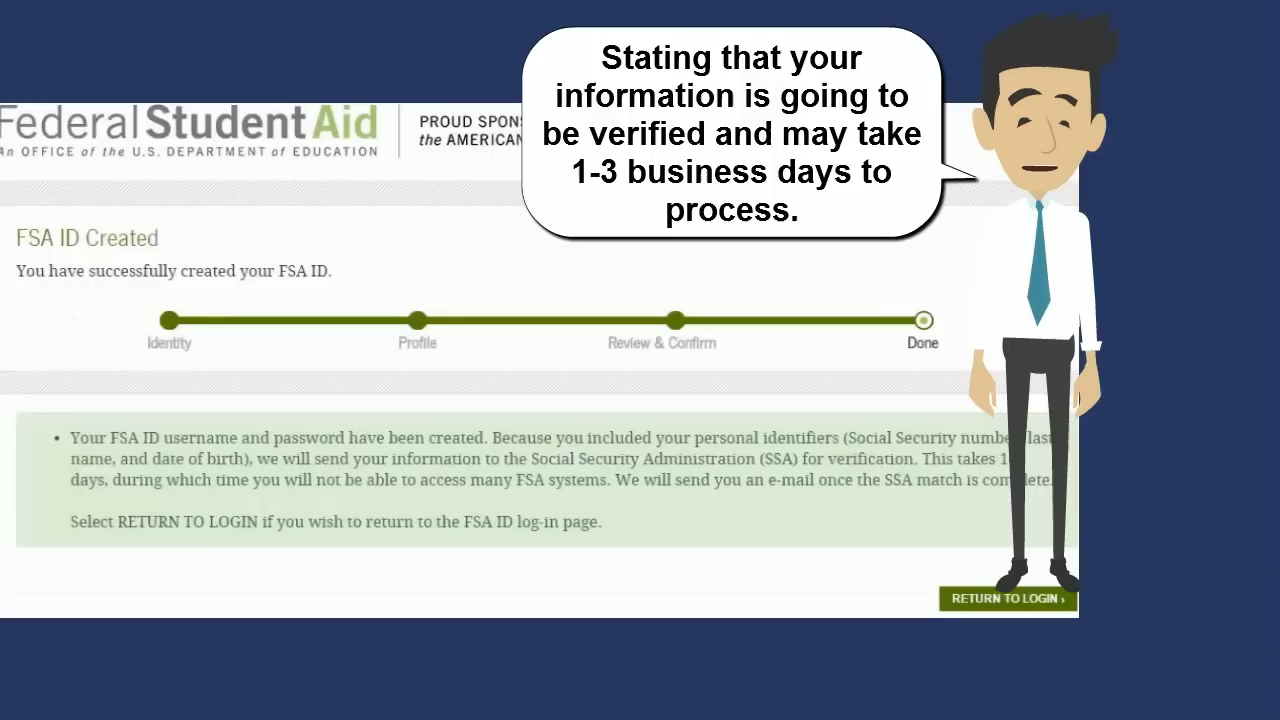 Stating that your
information is going to
be verified and may take
1-3 business days to
process.
Federal Student Aid
An OFFICE of the U.S. DEPARTMENT of EDUCATION
PROUD
the AMERICAN
FSA ID Created
You have successfully created your FSA ID.
Identity Profile Review & Confirm Done
• Your FSA ID username and password have been created. Because you included your personal identifiers (Social Security last
name, and date of birth), we will send your information to the Social Security Administration (SSA) for verification. This takes
days, during which time you will not be able to access many FSA systems. We will send you an e-mail once the SSA match is
Select RETURN TO LOGIN if you wish to return to the FSA ID log-in page.
RETURN TO LOGIN ›